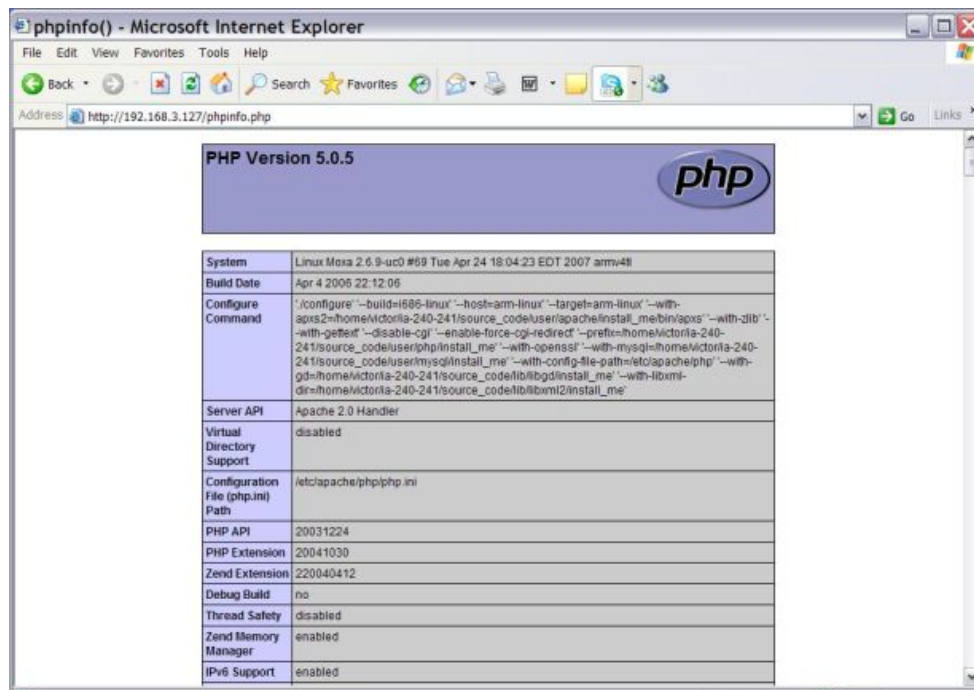 phpinfo() - Microsoft Internet Explorer
File Edit View Favorites Tools Help
Back Search Favorites
Address http://192.168.3.127/phpinfo.php Go Links
PHP Version 5.0.5
php
System Linux Moxa 2.6.9-uc0 #69 Tue Apr 24 18:04:23 EDT 2007 armv4tl
Build Date Apr 4 2006 22:12:06
Configure
Command
'./configure' '--build=i686-linux' '--host=arm-linux' '--target=arm-linux' '--with-
apxs2=/home/victor/ia-240-241/source_code/user/apache/install_me/bin/apxs' '--with-zlib' '-
-with-gettext' '--disable-cgi' '--enable-force-cgi-redirect' '--prefix=/home/victor/ia-240-
241/source_code/user/php/install_me' '--with-openssl' '--with-mysql=/home/victor/ia-240-
241/source_code/user/mysql/install_me' '--with-config-file-path=/etc/apache/php' '--with-
gd=/home/victor/ia-240-241/source_code/lib/libgd/install_me' '--with-libxml-
dir=/home/victor/ia-240-241/source_code/lib/libxml2/install_me'
Server API Apache 2.0 Handler
Virtual
Directory
Support
disabled
Configuration
File (php.ini)
Path
/etc/apache/php/php.ini
PHP API 20031224
PHP Extension 20041030
Zend Extension 220040412
Debug Build no
Thread Safety disabled
Zend Memory
Manager
enabled
IPv6 Support enabled